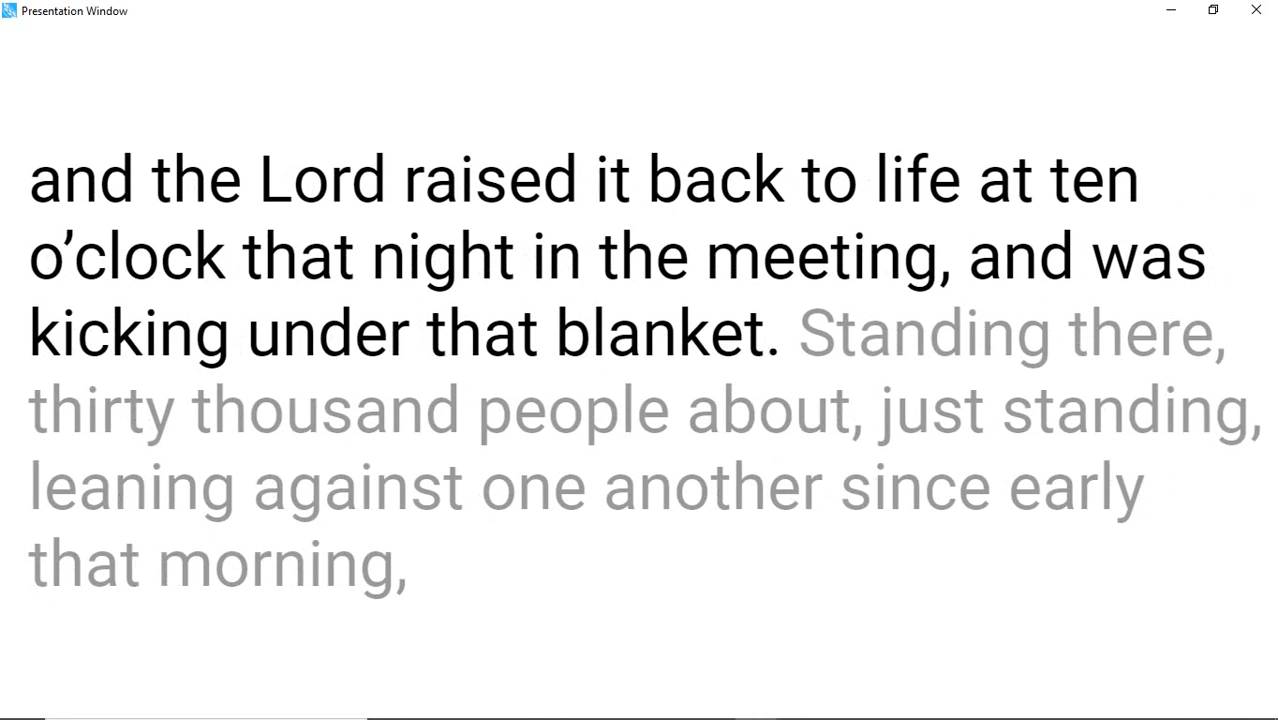 Presentation Window
and the Lord raised it back to life at ten
o’clock that night in the meeting, and was
kicking under that blanket. Standing there,
thirty thousand people about, just standing,
leaning against one another since early
that morning,